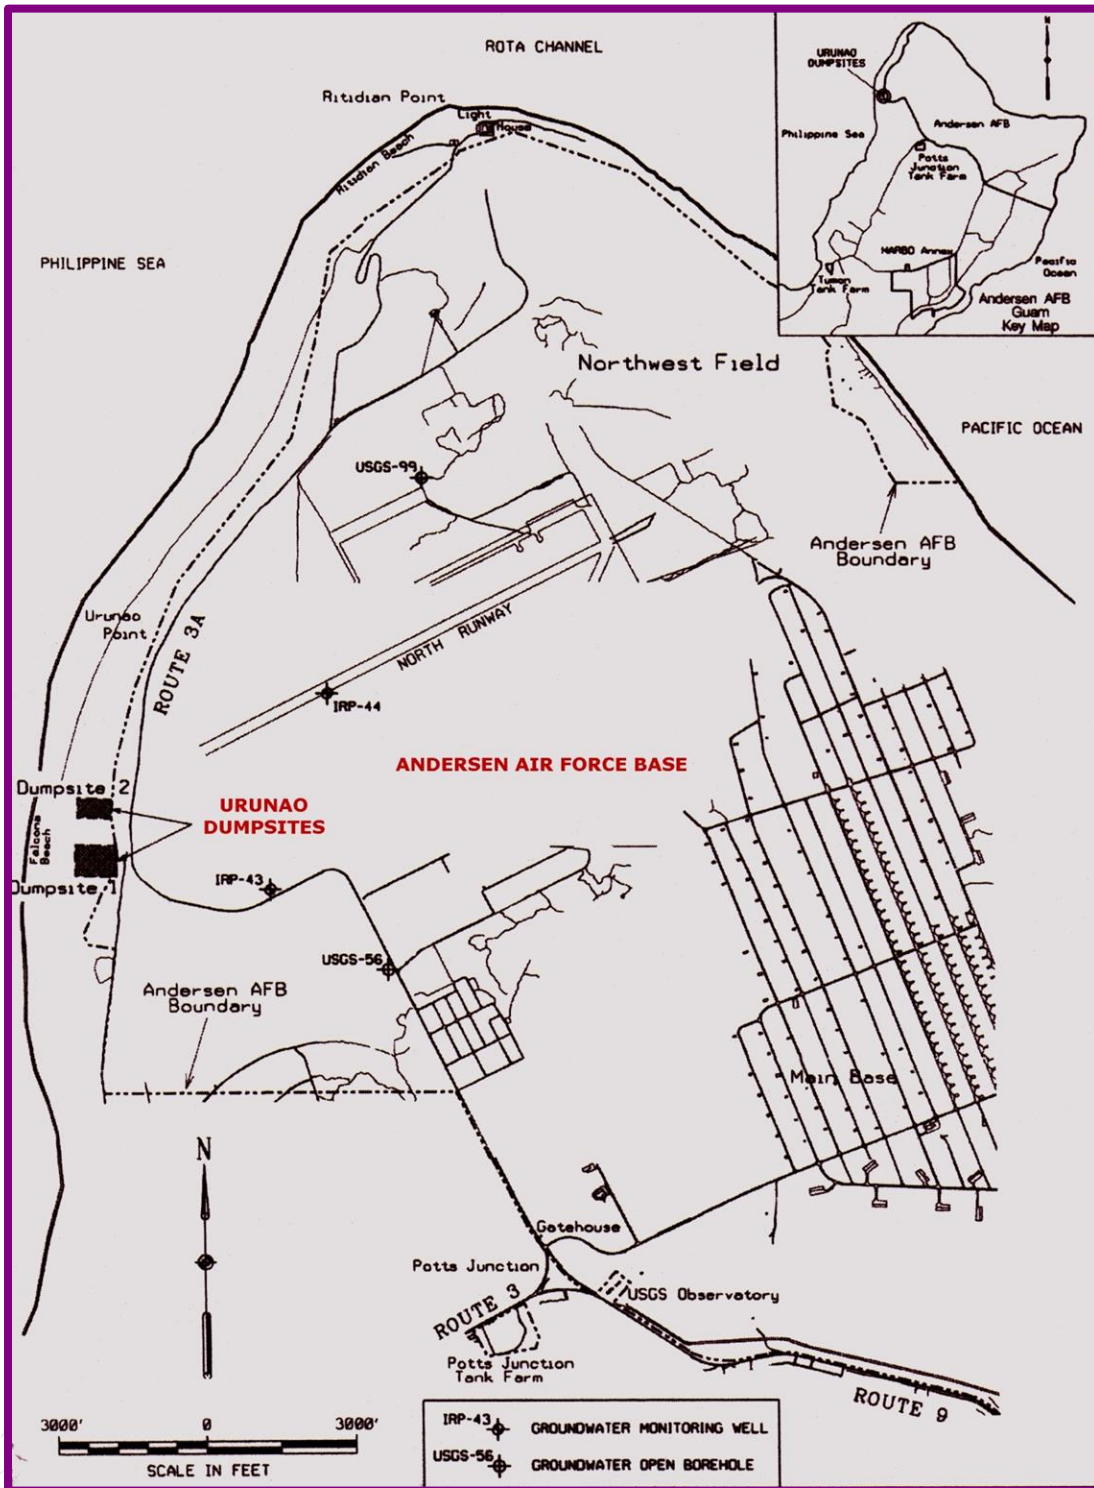 ROTA CHANNEL
Ritidian Point
Light
House
Ritidian Beach
PHILIPPINE SEA
N
URUNAO
DUMPSITES
Philippine Sea
Andersen AFB
Potts
Junction
Tank Farm
MARBO Annex
Tumon
Tank Farm
Pacific
Ocean
Andersen AFB
Guam
Key Map
Northwest Field
PACIFIC OCEAN
USGS-99
Andersen AFB
Boundary
Urunao
Point
ROUTE 3A
NORTH RUNWAY
IRP-44
ANDERSEN AIR FORCE BASE
Dumpsite 2
URUNAO
DUMPSITES
Falcona
Beach
Dumpsite 1
IRP-43
USGS-56
Andersen AFB
Boundary
Main Base
N
Gatehouse
Potts Junction
USGS Observatory
ROUTE 3
Potts Junction
Tank Farm
ROUTE 9
3000' 0 3000'
SCALE IN FEET
IRP-43 GROUNDWATER MONITORING WELL
USGS-56 GROUNDWATER OPEN BOREHOLE